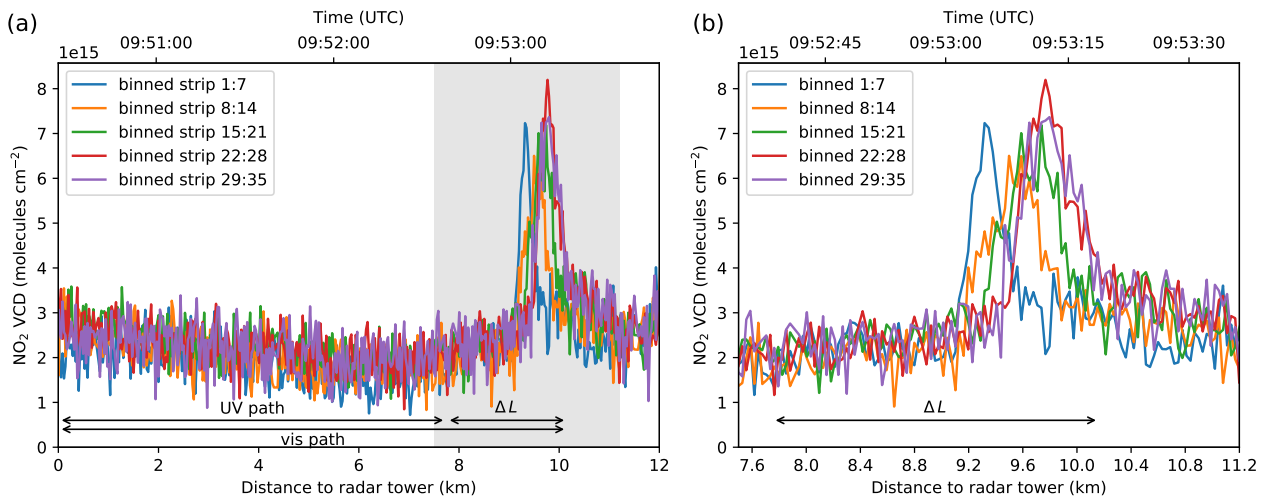 (a)
Time (UTC)
1e15
09:51:00 09:52:00 09:53:00
binned strip 1:7
binned strip 8:14
binned strip 15:21
binned strip 22:28
binned strip 29:35
NO₂ VCD (molecules cm⁻²)
8
7
6
5
4
3
2
1
0
UV path
ΔL
vis path
0 2 4 6 8 10 12
Distance to radar tower (km)
(b)
Time (UTC)
1e15
09:52:45 09:53:00 09:53:15 09:53:30
binned 1:7
binned 8:14
binned 15:21
binned 22:28
binned 29:35
NO₂ VCD (molecules cm⁻²)
8
7
6
5
4
3
2
1
0
ΔL
7.6 8.0 8.4 8.8 9.2 9.6 10.0 10.4 10.8 11.2
Distance to radar tower (km)